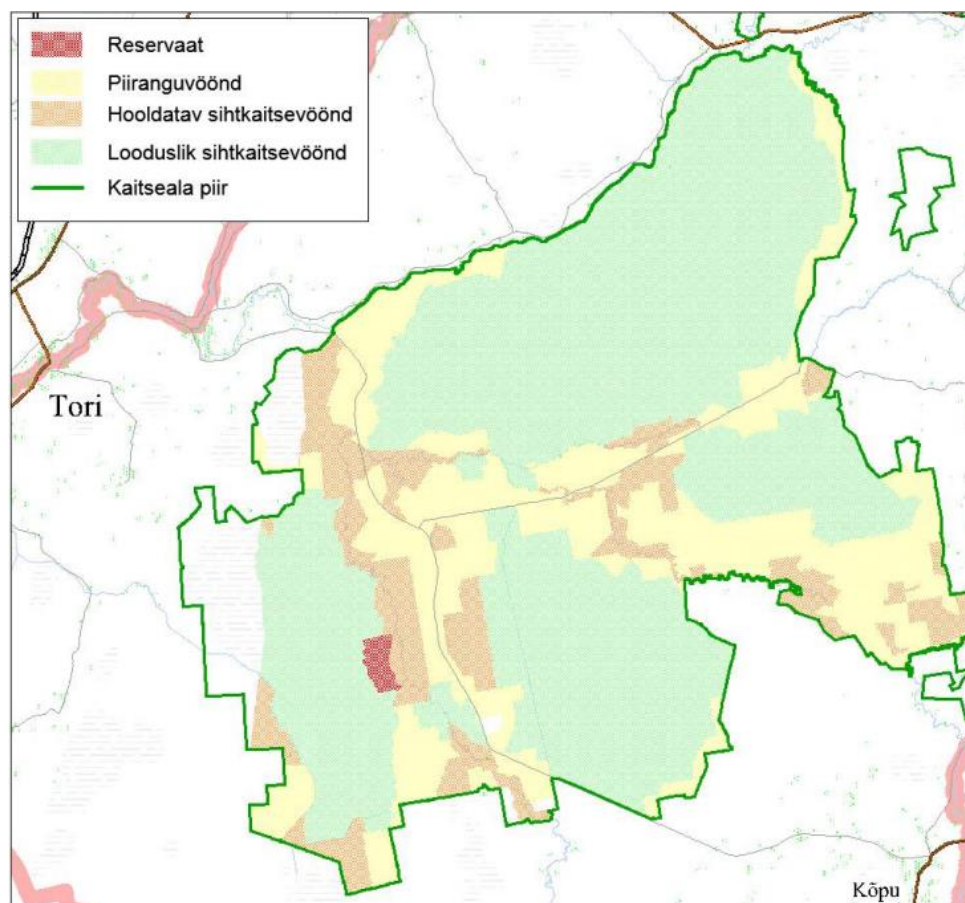 Reservaat
Piiranguvöönd
Hooldatav sihtkaitsevöönd
Looduslik sihtkaitsevöönd
Kaitseala piir
Tori
Kõpu